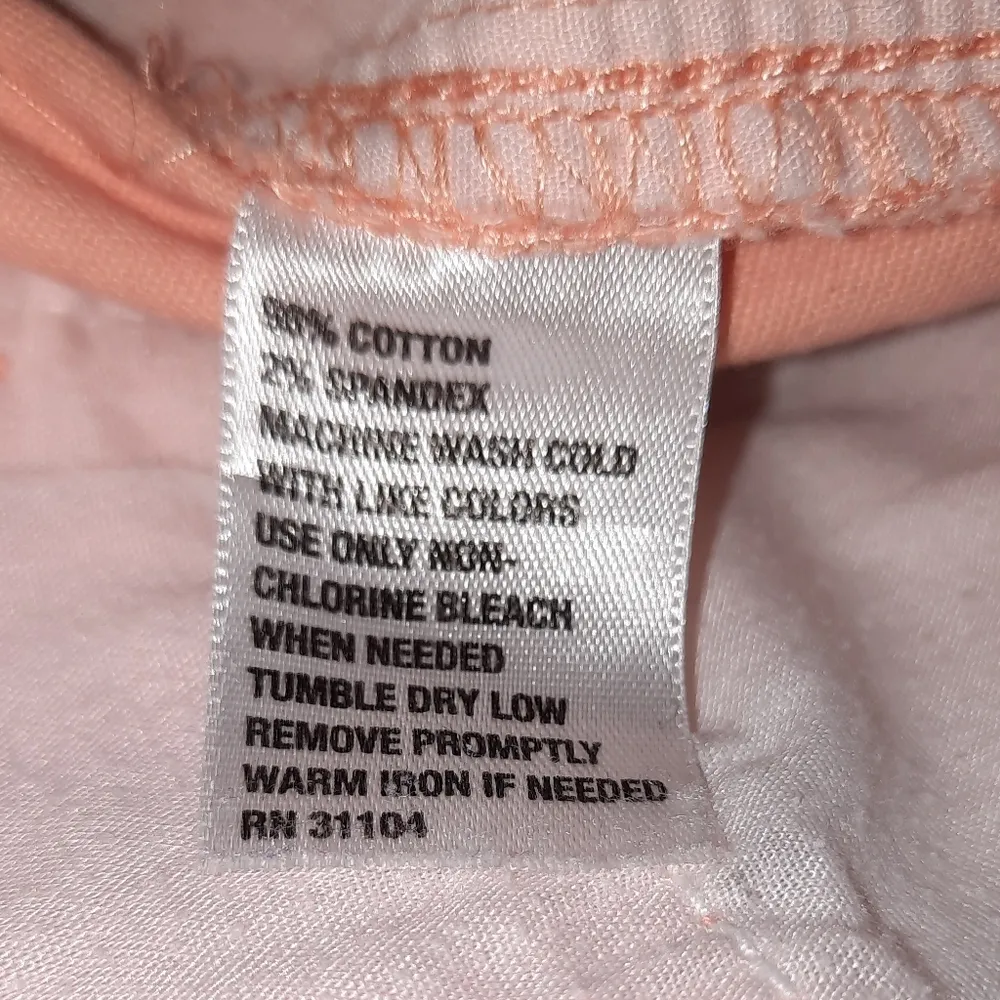 98% COTTON
2% SPANDEX
MACHINE WASH COLD
WITH LIKE COLORS
USE ONLY NON-
CHLORINE BLEACH
WHEN NEEDED
TUMBLE DRY LOW
REMOVE PROMPTLY
WARM IRON IF NEEDED
RN 31104